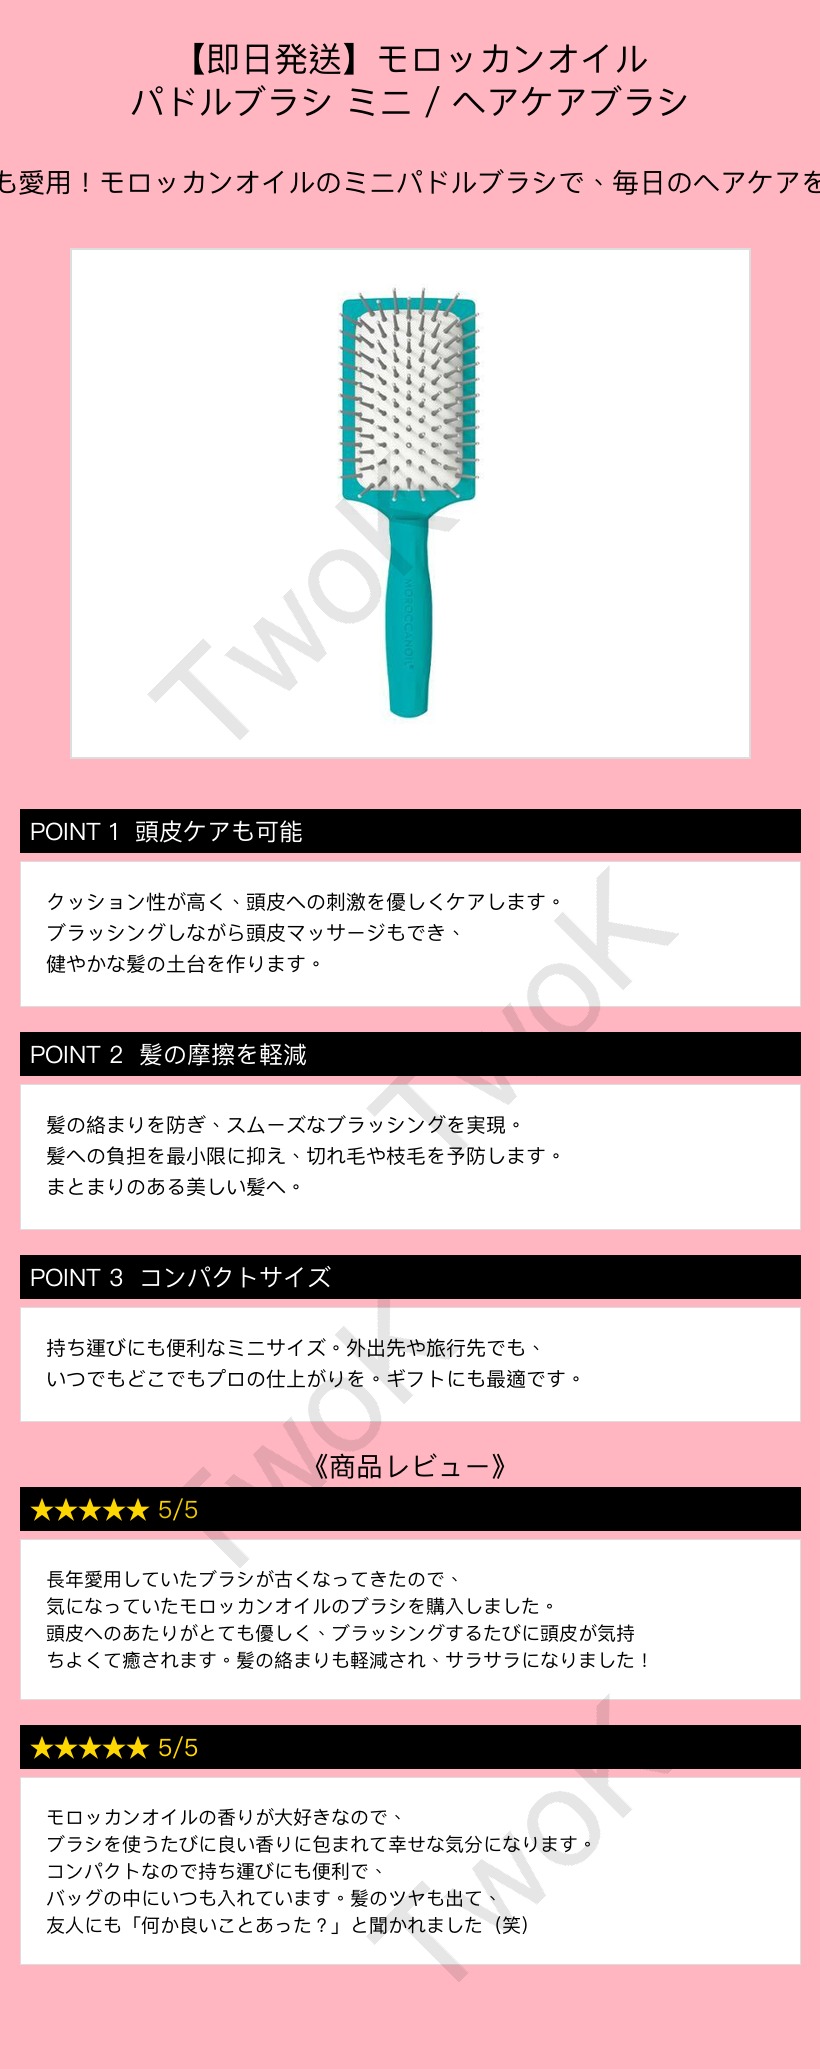 【即日発送】モロッカンオイル
パドルブラシ ミニ / ヘアケアブラシ
も愛用！モロッカンオイルのミニパドルブラシで、毎日のヘアケアを
MOROCCANOIL
TwoK
POINT 1 頭皮ケアも可能
クッション性が高く、頭皮への刺激を優しくケアします。
ブラッシングしながら頭皮マッサージもでき、
健やかな髪の土台を作ります。
TwoK
POINT 2 髪の摩擦を軽減
髪の絡まりを防ぎ、スムーズなブラッシングを実現。
髪への負担を最小限に抑え、切れ毛や枝毛を予防します。
まとまりのある美しい髪へ。
POINT 3 コンパクトサイズ
持ち運びにも便利なミニサイズ。外出先や旅行先でも、
いつでもどこでもプロの仕上がりを。ギフトにも最適です。
TwoK
《商品レビュー》
★★★★★ 5/5
長年愛用していたブラシが古くなってきたので、
気になっていたモロッカンオイルのブラシを購入しました。
頭皮へのあたりがとても優しく、ブラッシングするたびに頭皮が気持
ちよくて癒されます。髪の絡まりも軽減され、サラサラになりました！
★★★★★ 5/5
モロッカンオイルの香りが大好きなので、
ブラシを使うたびに良い香りに包まれて幸せな気分になります。
コンパクトなので持ち運びにも便利で、
バッグの中にいつも入れています。髪のツヤも出て、
友人にも「何か良いことあった？」と聞かれました（笑）
TwoK